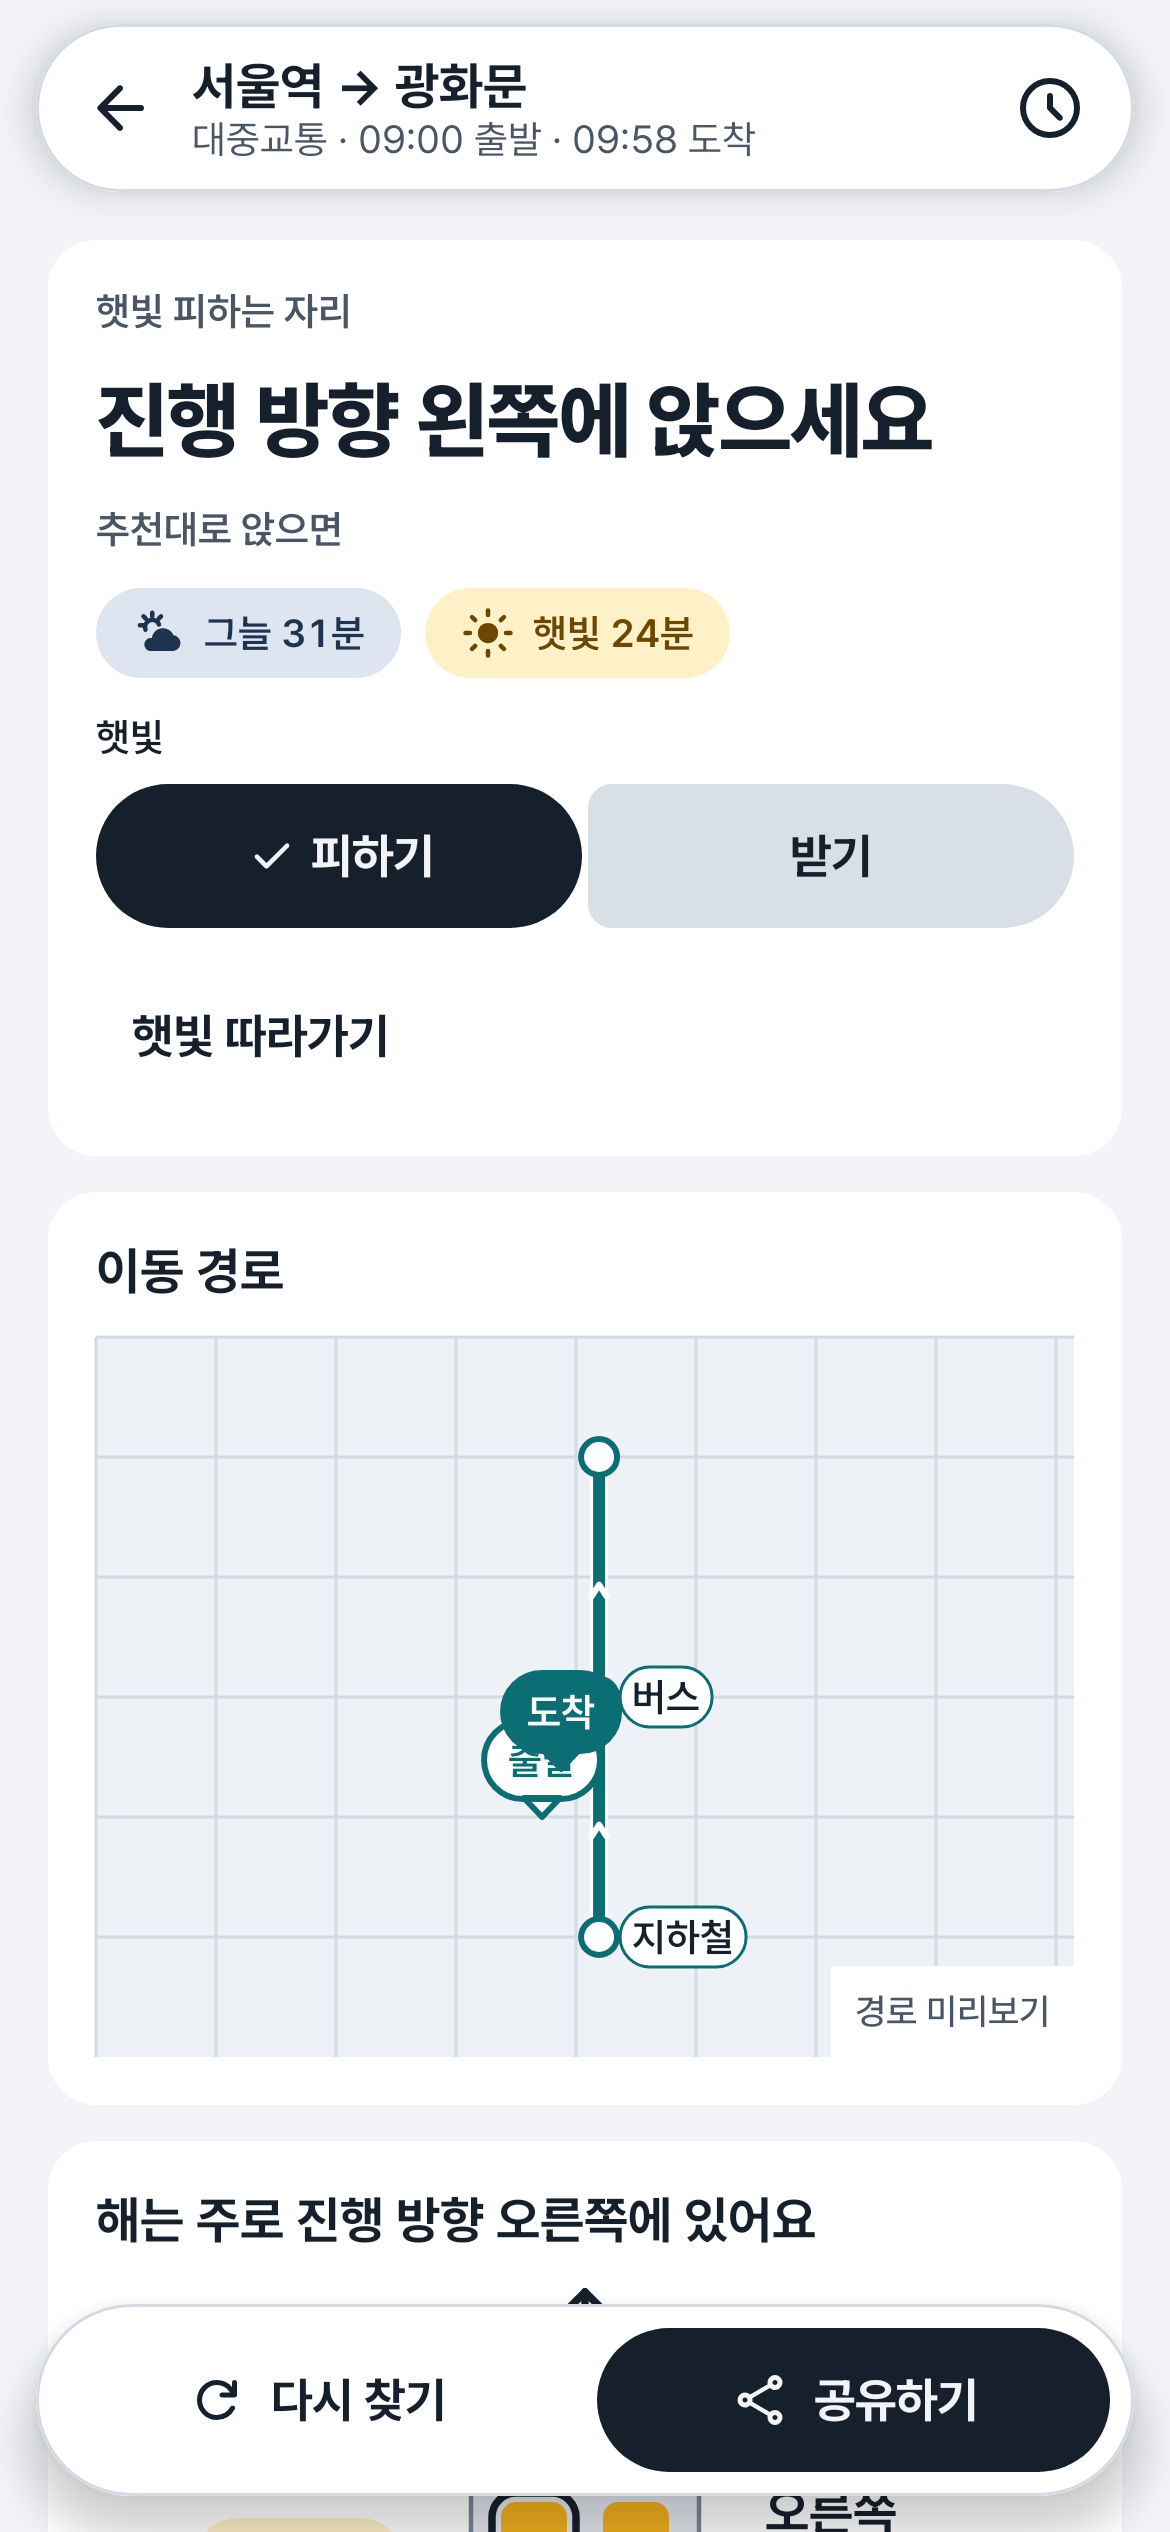 서울역 → 광화문
대중교통 · 09:00 출발 · 09:58 도착
햇빛 피하는 자리
진행 방향 왼쪽에 앉으세요
추천대로 앉으면
그늘 31분
햇빛 24분
햇빛
피하기
받기
햇빛 따라가기
이동 경로
버스
도착
지하철
경로 미리보기
해는 주로 진행 방향 오른쪽에 있어요
다시 찾기
공유하기
오른쪽